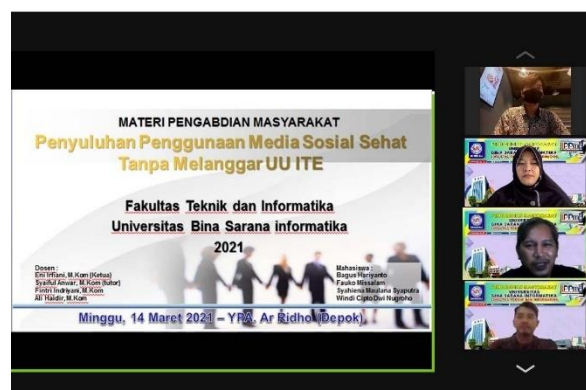 MATERI PENGABDIAN MASYARAKAT
Penyuluhan Penggunaan Media Sosial Sehat
Tanpa Melanggar UU ITE
Fakultas Teknik dan Informatika
Universitas Bina Sarana informatika
2021
Dosen :
Eni Irfiani, M.Kom (Ketua)
Syaiful Anwar, M.Kom (tutor)
Fintri Indriyani, M.Kom
Ali Haidir, M.Kom
Mahasiswa :
Bagus Hariyanto
Fauko Missalam
Syahiena Maulana Syaputra
Windi Cipto Dwi Nugroho
Minggu, 14 Maret 2021 – YPA, Ar Ridho (Depok)